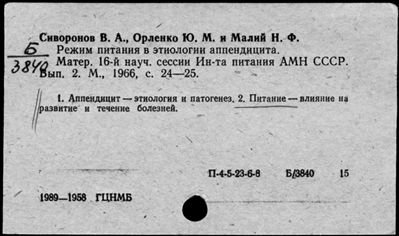 Сиворонов В. А., Орленко Ю. М. и Малий Н. Ф.
Б
3840
Режим питания в этиологии аппендицита.
Матер. 16-й науч. сессии Ин-та питания АМН СССР.
Вып. 2. М., 1966, с. 24—25.
1. Аппендицит — этиология и патогенез. 2. Питание — влияние на
развитие и течение болезней.
П-4-5-23-6-8 Б/3840 15
1989—1958 ГЦНМБ